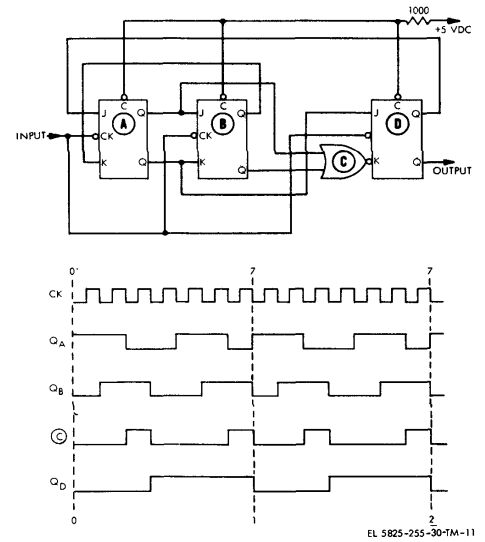 1000
+5 VDC
C C C
J Q J Q J Q
A B D
INPUT CK CK
K Q K Q C K Q
OUTPUT
0' 7 7
CK
QA
QB
C
QD
0 1 2
EL 5825-255-30-TM-11